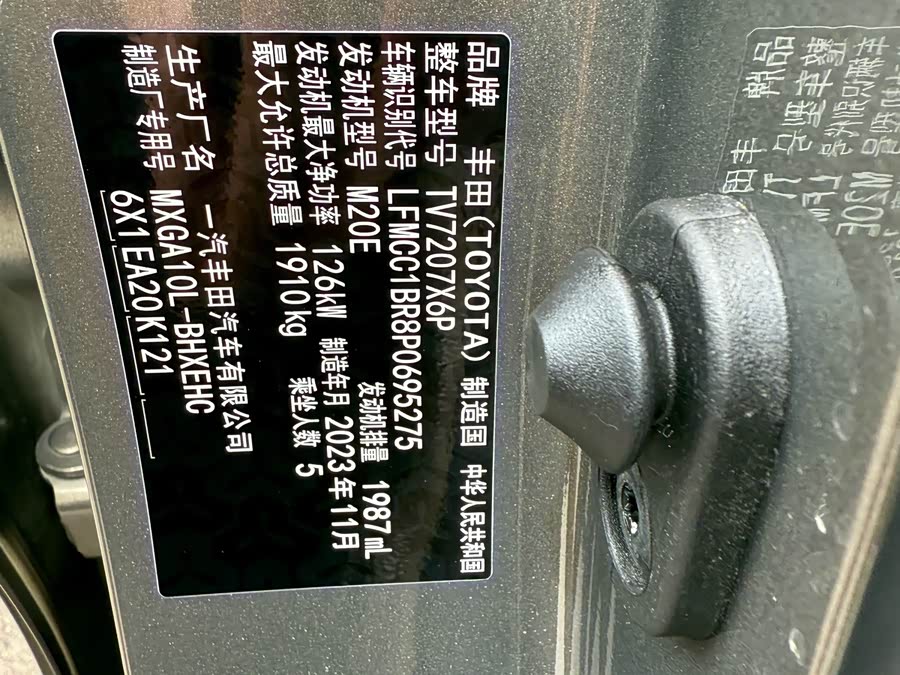 品牌 丰田(TOYOTA) 制造国 中华人民共和国
整车型号 TV7207X6P
车辆识别代号 LFMCC1BR8P0695275
发动机型号 M20E 发动机排量 1987mL
发动机最大净功率 126kW 制造年月 2023年11月
最大允许总质量 1910kg 乘坐人数 5
生产厂名 一汽丰田汽车有限公司
制造厂专用号 MXGA10L-BHXEHC
6X1EA20K121